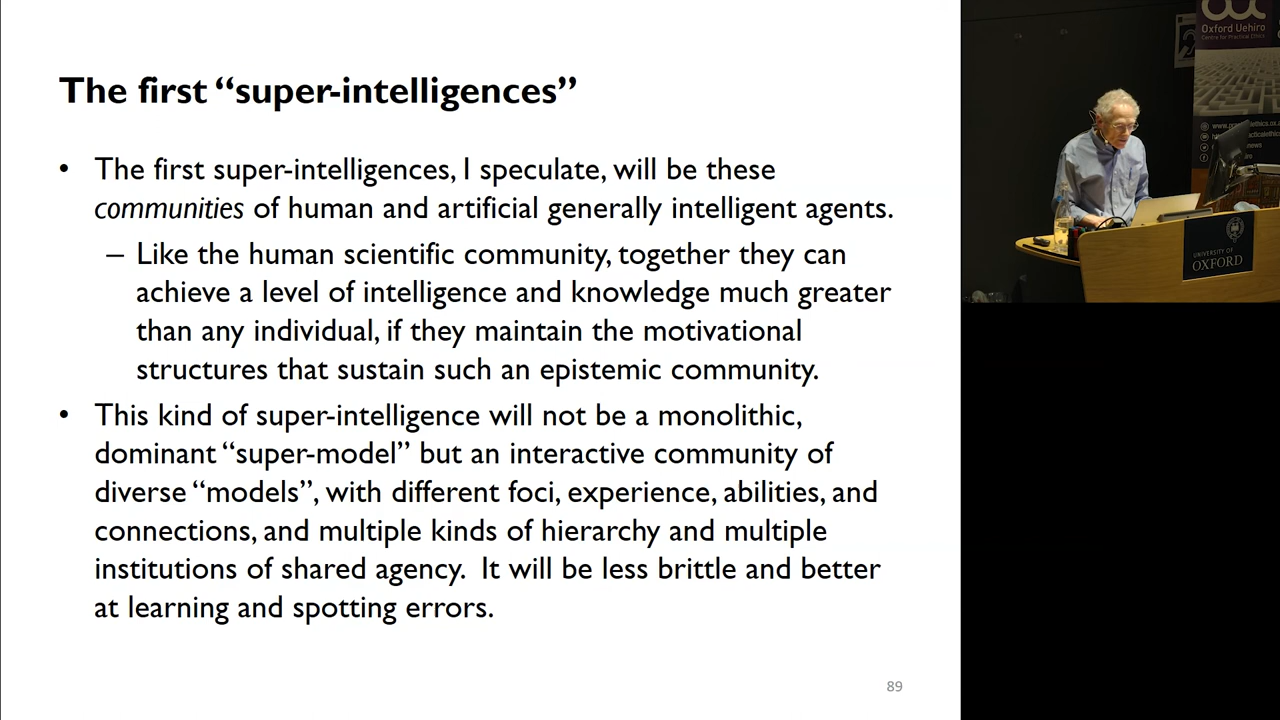 The first “super-intelligences”
• The first super-intelligences, I speculate, will be these
communities of human and artificial generally intelligent agents.
– Like the human scientific community, together they can
achieve a level of intelligence and knowledge much greater
than any individual, if they maintain the motivational
structures that sustain such an epistemic community.
• This kind of super-intelligence will not be a monolithic,
dominant “super-model” but an interactive community of
diverse “models”, with different foci, experience, abilities, and
connections, and multiple kinds of hierarchy and multiple
institutions of shared agency.  It will be less brittle and better
at learning and spotting errors.
89
Oxford Uehiro
Centre for Practical Ethics
UNIVERSITY OF
OXFORD